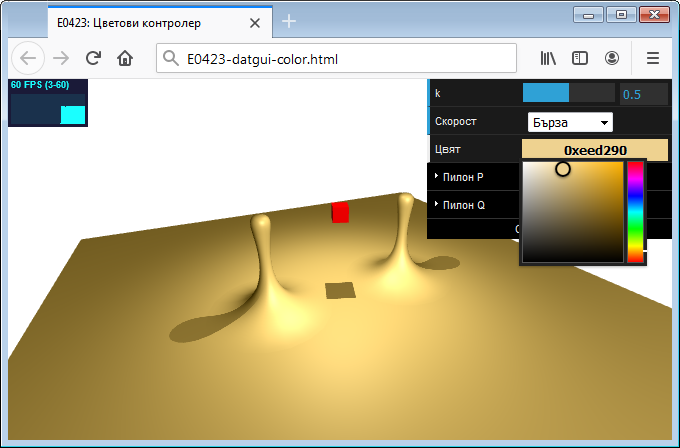 E0423: Цветови контролер
E0423-datgui-color.html
60 FPS (3-60)
k
0.5
Скорост
Бърза
Цвят
0xeed290
Пилон P
Пилон Q